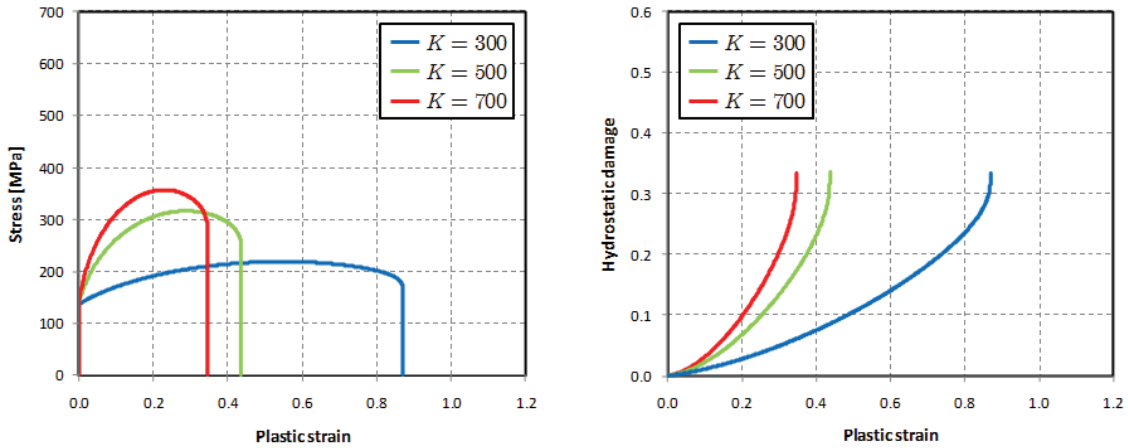 700
600
500
400
300
200
100
0
Stress [MPa]
K = 300
K = 500
K = 700
0.0 0.2 0.4 0.6 0.8 1.0 1.2
Plastic strain
0.6
0.5
0.4
0.3
0.2
0.1
0.0
Hydrostatic damage
K = 300
K = 500
K = 700
0.0 0.2 0.4 0.6 0.8 1.0 1.2
Plastic strain